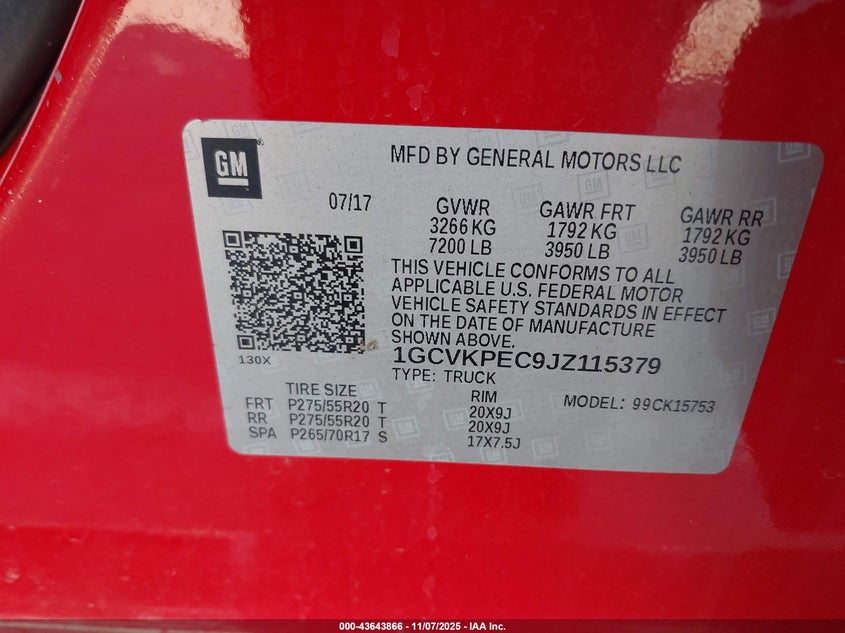 GM
MFD BY GENERAL MOTORS LLC
07/17
GVWR
3266 KG
7200 LB
GAWR FRT
1792 KG
3950 LB
GAWR RR
1792 KG
3950 LB
THIS VEHICLE CONFORMS TO ALL
APPLICABLE U.S. FEDERAL MOTOR
VEHICLE SAFETY STANDARDS IN EFFECT
ON THE DATE OF MANUFACTURE
SHOWN ABOVE.
130X
1GCVKPEC9JZ115379
TYPE: TRUCK
MODEL: 99CK15753
TIRE SIZE RIM
FRT P275/55R20 T 20X9J
RR P275/55R20 T 20X9J
SPA P265/70R17 S 17X7.5J
000-43643866 - 11/07/2025 - IAA Inc.